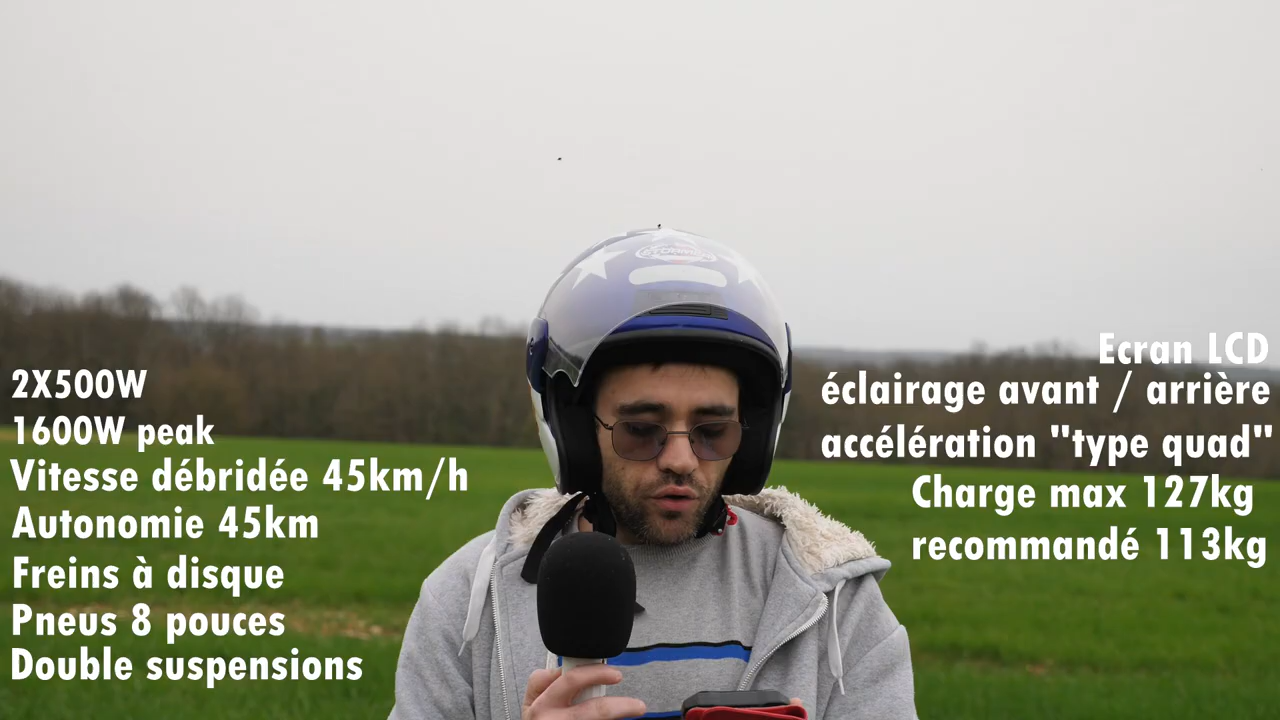 2X500W
1600W peak
Vitesse débridée 45km/h
Autonomie 45km
Freins à disque
Pneus 8 pouces
Double suspensions
Ecran LCD
éclairage avant / arrière
accélération "type quad"
Charge max 127kg
recommandé 113kg